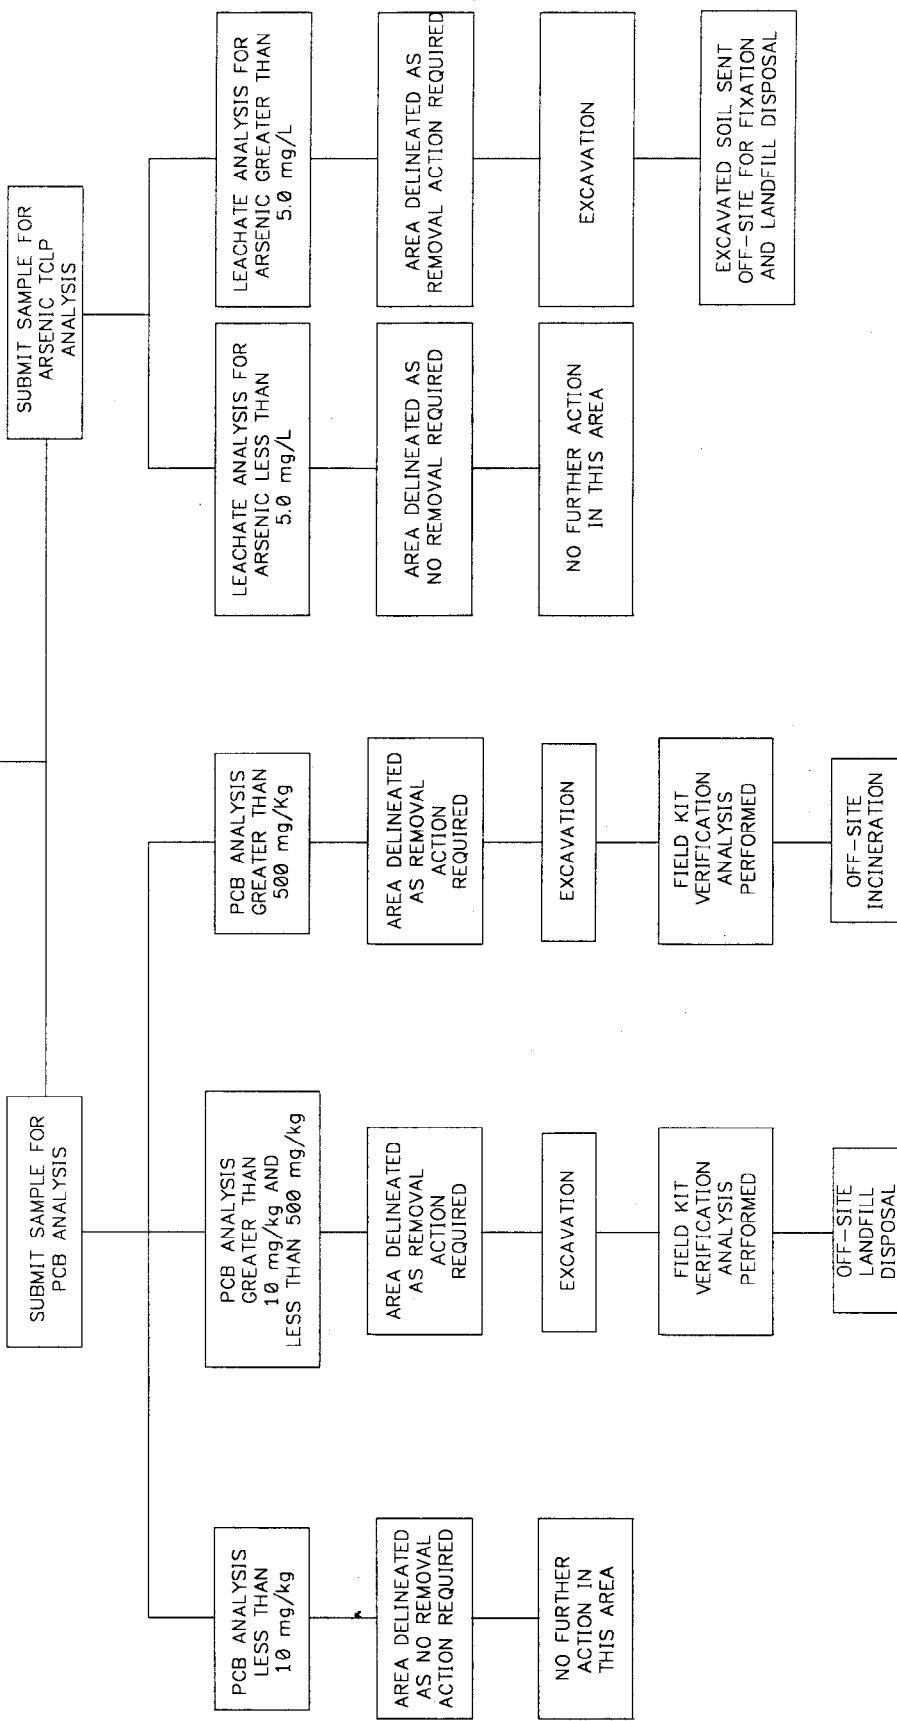 SUBMIT SAMPLE FOR
PCB ANALYSIS
PCB ANALYSIS
LESS THAN
10 mg/kg
AREA DELINEATED
AS NO REMOVAL
ACTION REQUIRED
NO FURTHER
ACTION IN
THIS AREA
PCB ANALYSIS
GREATER THAN
10 mg/kg AND
LESS THAN 500 mg/kg
AREA DELINEATED
AS REMOVAL
ACTION
REQUIRED
EXCAVATION
FIELD KIT
VERIFICATION
ANALYSIS
PERFORMED
OFF-SITE
LANDFILL
DISPOSAL
PCB ANALYSIS
GREATER THAN
500 mg/Kg
AREA DELINEATED
AS REMOVAL
ACTION
REQUIRED
EXCAVATION
FIELD KIT
VERIFICATION
ANALYSIS
PERFORMED
OFF-SITE
INCINERATION
SUBMIT SAMPLE FOR
ARSENIC TCLP
ANALYSIS
LEACHATE ANALYSIS FOR
ARSENIC LESS THAN
5.0 mg/L
AREA DELINEATED AS
NO REMOVAL REQUIRED
NO FURTHER ACTION
IN THIS AREA
LEACHATE ANALYSIS FOR
ARSENIC GREATER THAN
5.0 mg/L
AREA DELINEATED AS
REMOVAL ACTION REQUIRED
EXCAVATION
EXCAVATED SOIL SENT
OFF-SITE FOR FIXATION
AND LANDFILL DISPOSAL